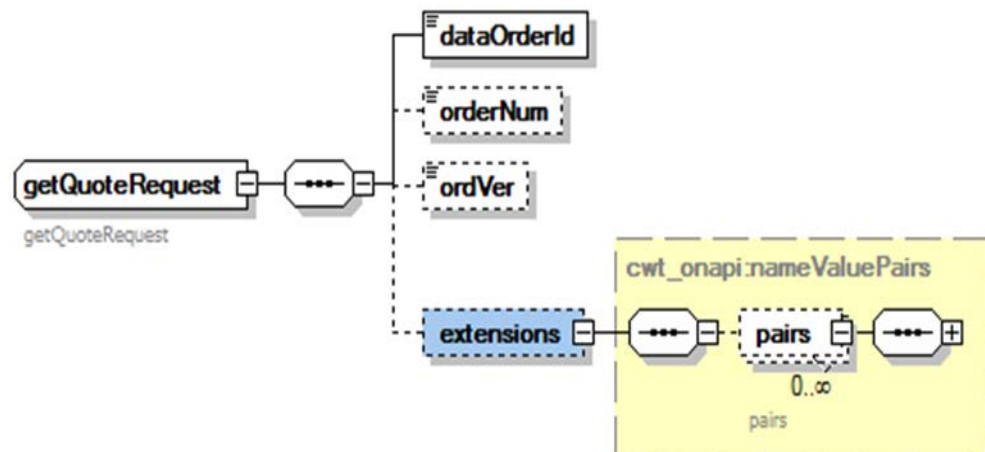 dataOrderId
orderNum
getQuoteRequest
ordVer
getQuoteRequest
cwt_onapi:nameValuePairs
extensions
pairs
0..∞
pairs